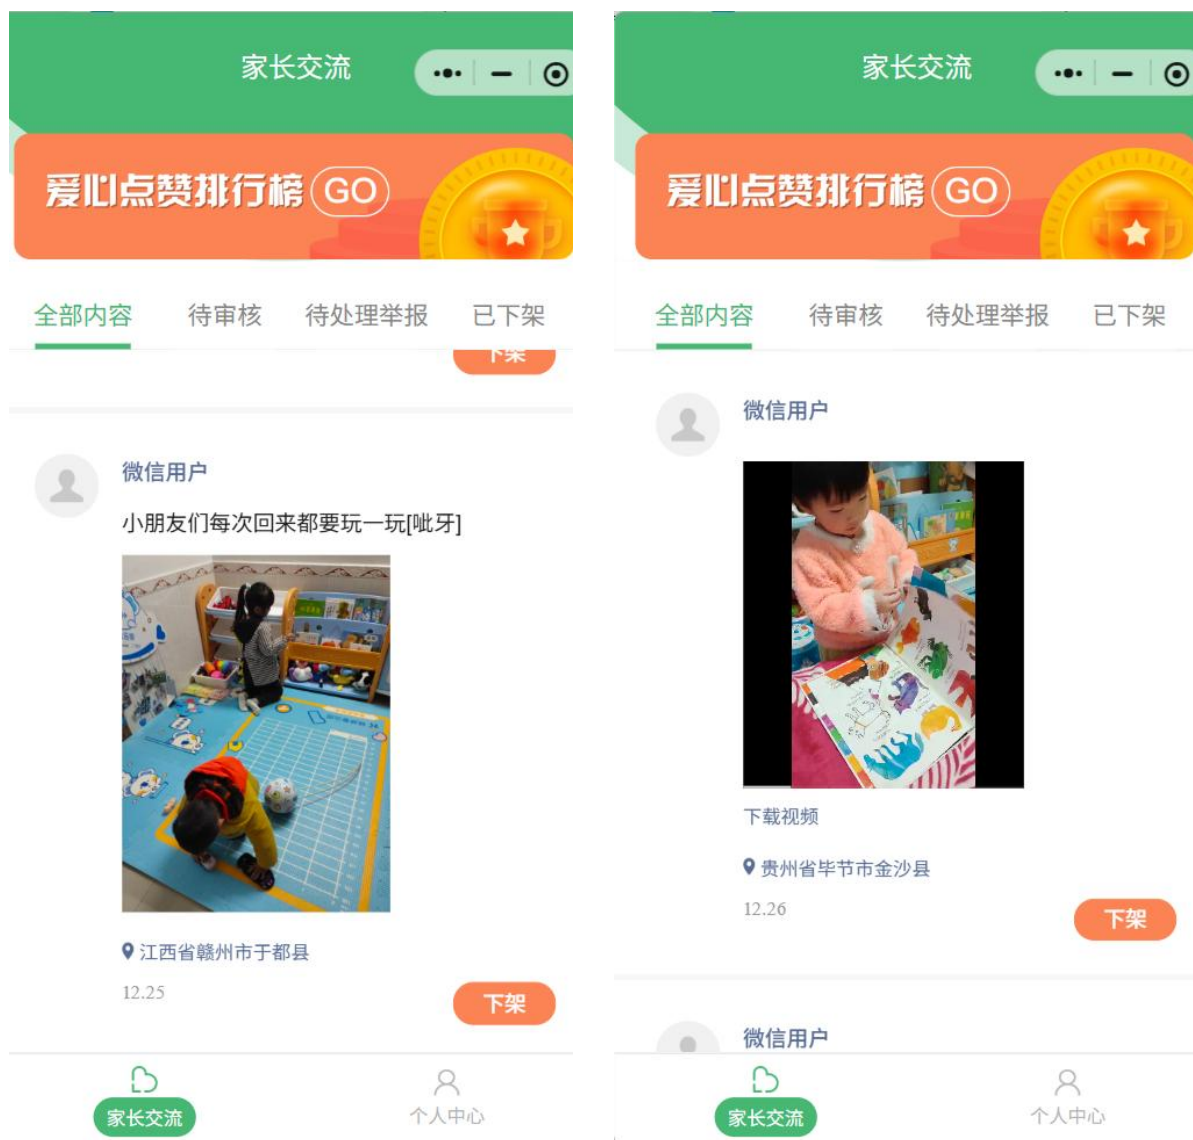 家长交流
爱心点赞排行榜 GO
全部内容 待审核 待处理举报 已下架
下架
微信用户
小朋友们每次回来都要玩一玩[呲牙]
江西省赣州市于都县
12.25
下架
家长交流 个人中心
家长交流
爱心点赞排行榜 GO
全部内容 待审核 待处理举报 已下架
微信用户
下载视频
贵州省毕节市金沙县
12.26
下架
微信用户
家长交流 个人中心